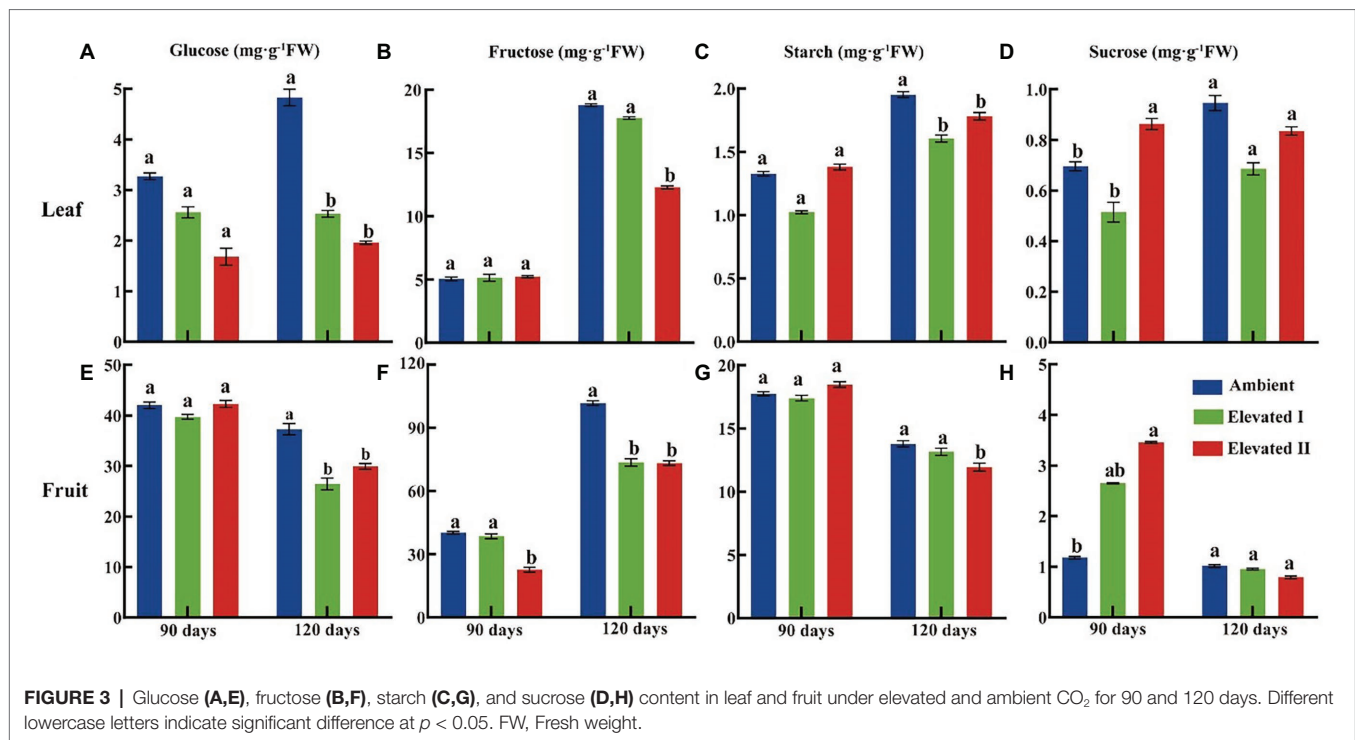 A Glucose (mg·g⁻¹FW) B Fructose (mg·g⁻¹FW) C Starch (mg·g⁻¹FW) D Sucrose (mg·g⁻¹FW)
Leaf
5
4
3
2
1
0
a a a a b b
20
15
10
5
0
a a a a a b
2.0
1.5
1.0
0.5
0.0
a a a a b b
1.0
0.8
0.6
0.4
0.2
0.0
b b a a a a
E F G H
Fruit
50
40
30
20
10
0
a a a a b b
90 days 120 days
120
90
60
30
0
a a b a b b
90 days 120 days
20
15
10
5
0
a a a a a b
90 days 120 days
5
4
3
2
1
0
b ab a a a a
90 days 120 days
Ambient
Elevated I
Elevated II
FIGURE 3 | Glucose (A,E), fructose (B,F), starch (C,G), and sucrose (D,H) content in leaf and fruit under elevated and ambient CO₂ for 90 and 120 days. Different
lowercase letters indicate significant difference at p < 0.05. FW, Fresh weight.